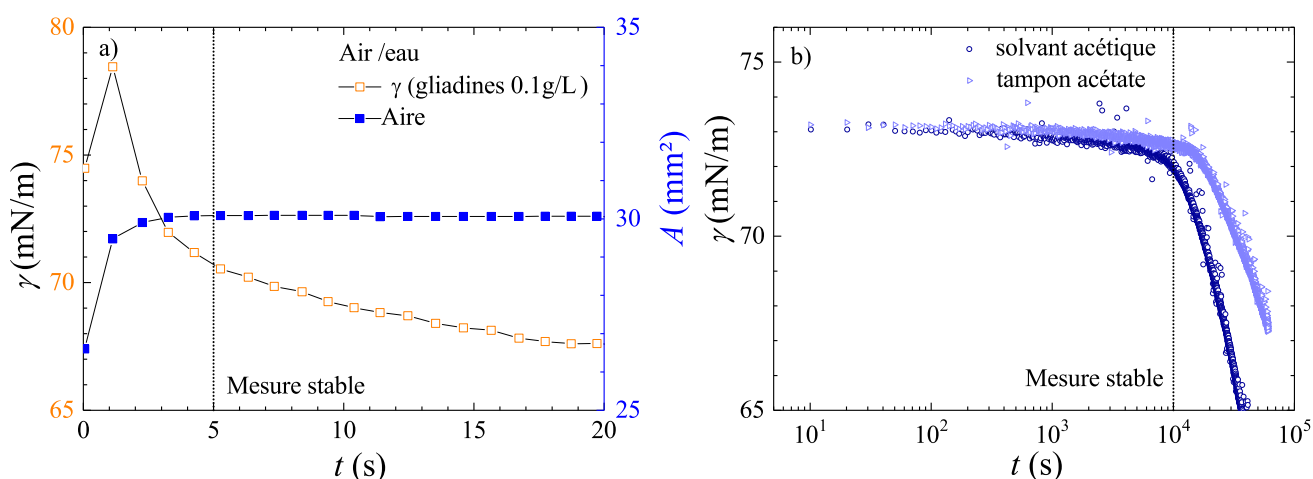 a)
Air /eau
γ (gliadines 0.1g/L )
Aire
Mesure stable
80
75
70
65
γ (mN/m)
0
5
10
15
20
t (s)
35
30
25
A (mm²)
b)
solvant acétique
tampon acétate
Mesure stable
75
70
65
γ (mN/m)
10¹
10²
10³
10⁴
10⁵
t (s)